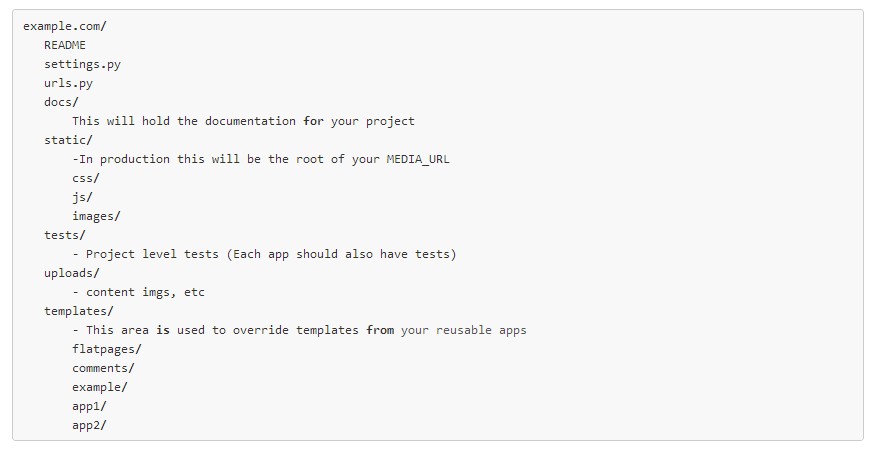 example.com/
README
settings.py
urls.py
docs/
This will hold the documentation for your project
static/
-In production this will be the root of your MEDIA_URL
css/
js/
images/
tests/
- Project level tests (Each app should also have tests)
uploads/
- content imgs, etc
templates/
- This area is used to override templates from your reusable apps
flatpages/
comments/
example/
app1/
app2/